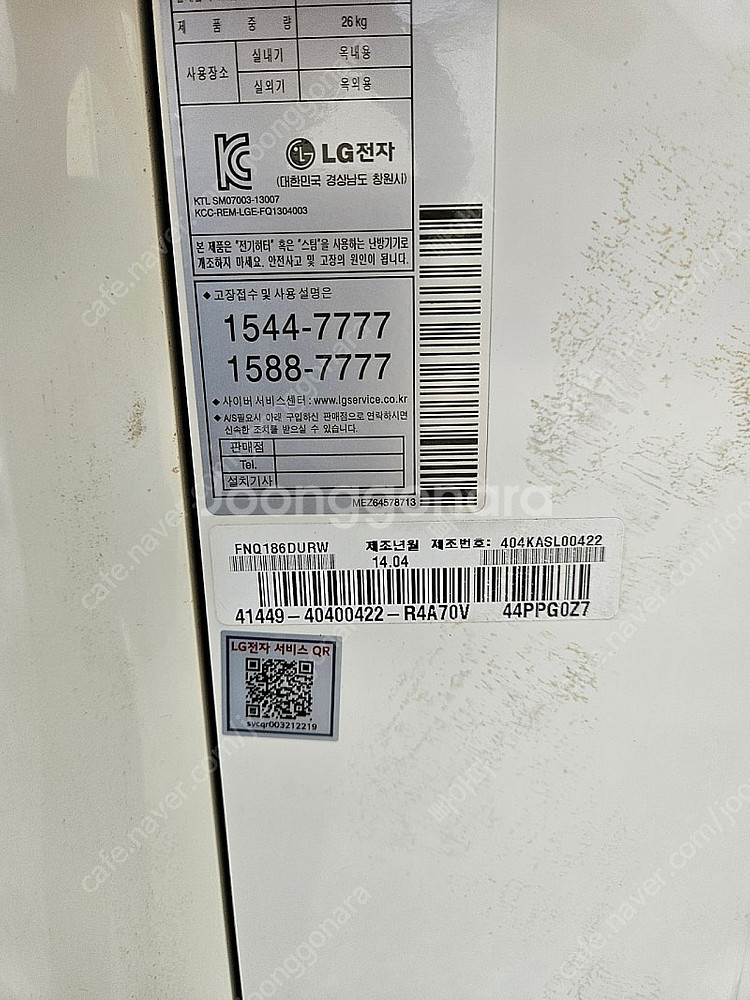 제 품 중 량 26 kg
사용장소 실내기 옥내용
실외기 옥외용
LG전자
(대한민국 경상남도 창원시)
KTL SM07003-13007
KCC-REM-LGE-FQ1304003
본 제품은 "전기히터" 혹은 "스팀"을 사용하는 난방기기로
개조하지 마세요. 안전사고 및 고장의 원인이 됩니다.
◆ 고장접수 및 사용 설명은
1544-7777
1588-7777
◆ 사이버 서비스센터 : www.lgservice.co.kr
◆ A/S필요시 아래 구입하신 판매점으로 연락하시면
신속한 조치를 받으실 수 있습니다.
판매점
Tel.
설치기사
MEZ64578713
joonggonara
FNQ186DURW 제조년월 제조번호: 404KASL00422
14.04
41449-40400422-R4A70V 44PPG0Z7
LG전자 서비스 QR
svcqr003212219